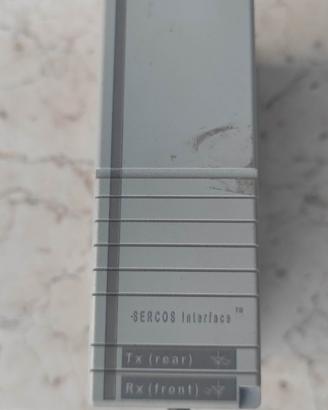 SERCOS Interface™
Tx (rear)
Rx (front)